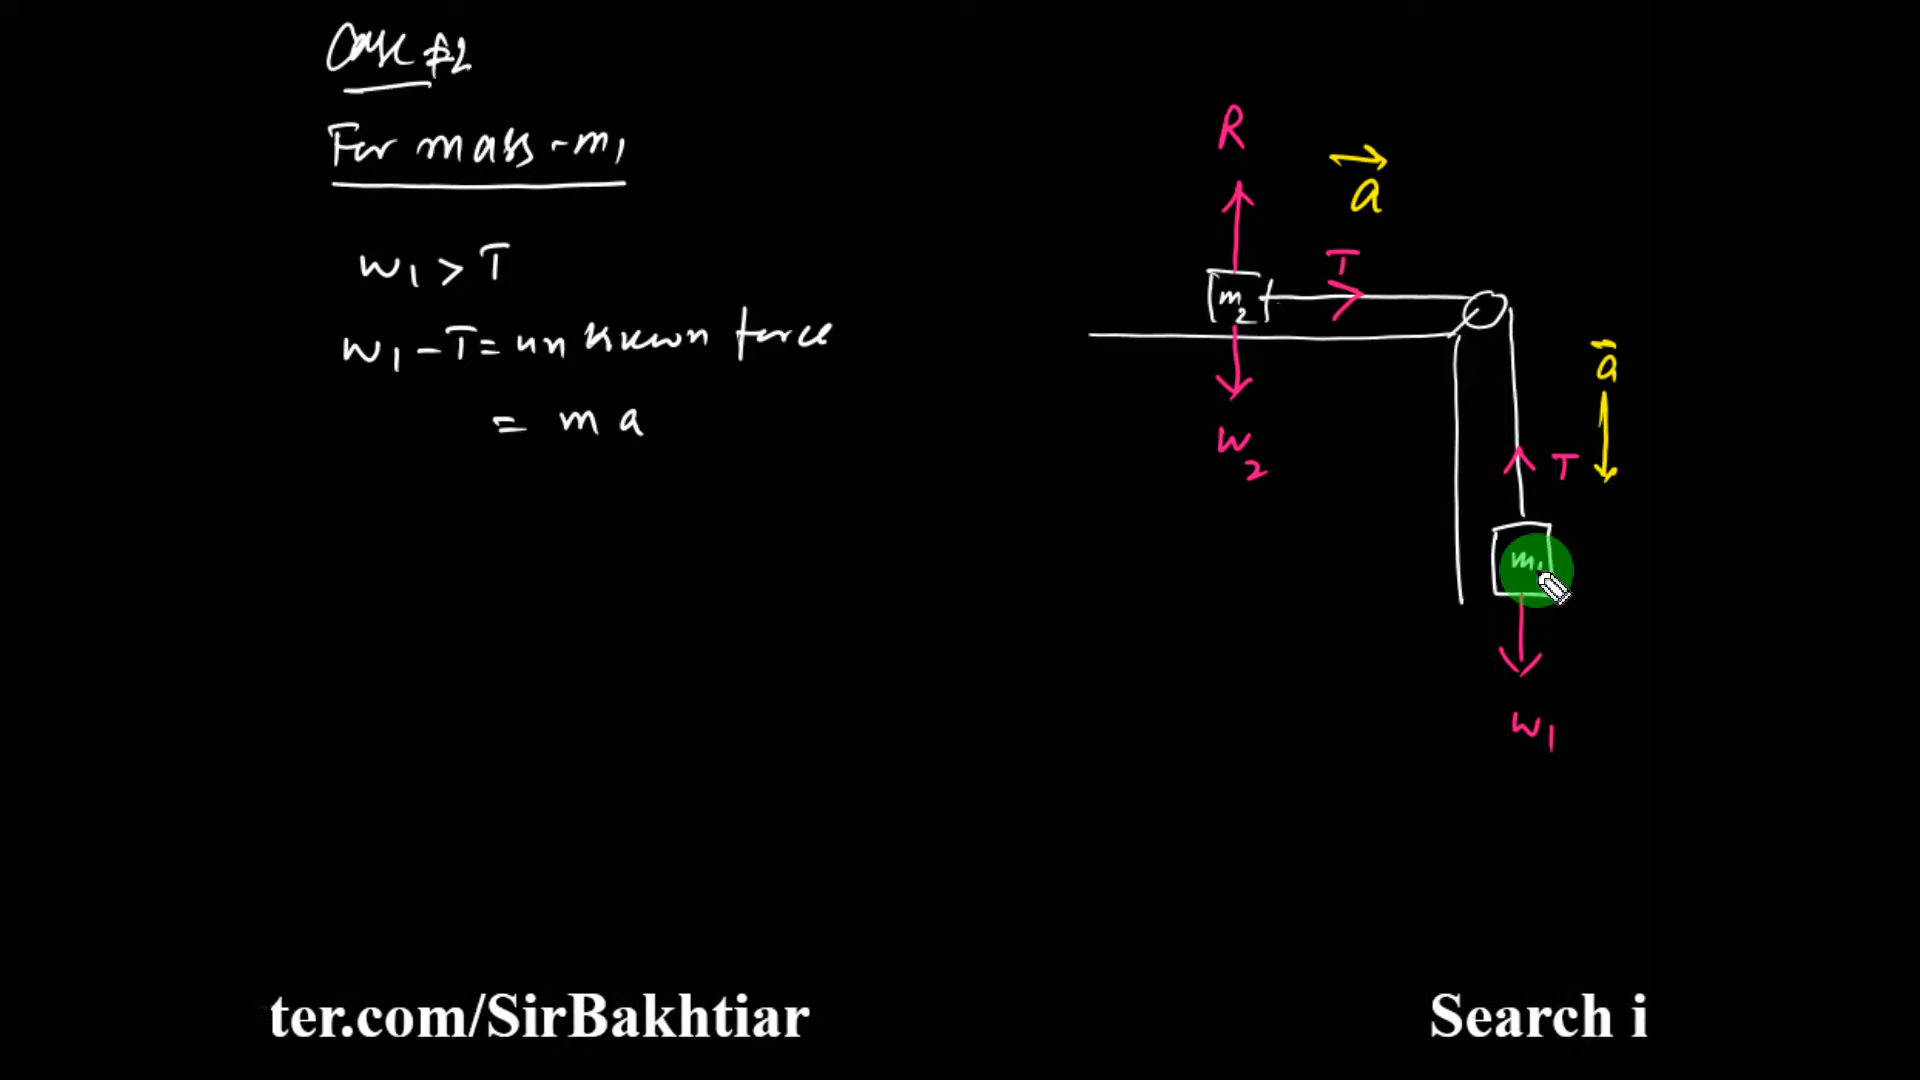 Case #2
For mass - m1
w1 > T
w1 - T = unknown force
= m a
R
a
T
m2
a
w2
T
m1
w1
ter.com/SirBakhtiar
Search i